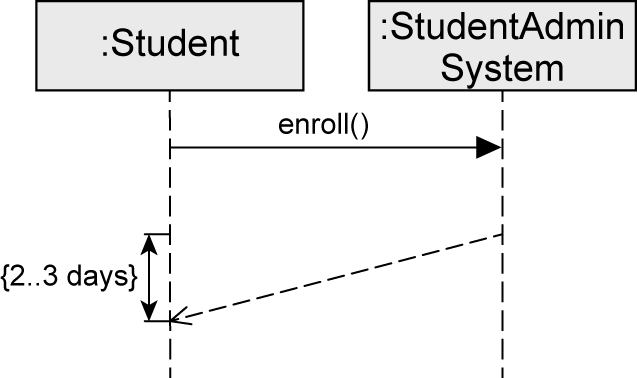 :Student
:StudentAdmin
System
enroll()
{2..3 days}